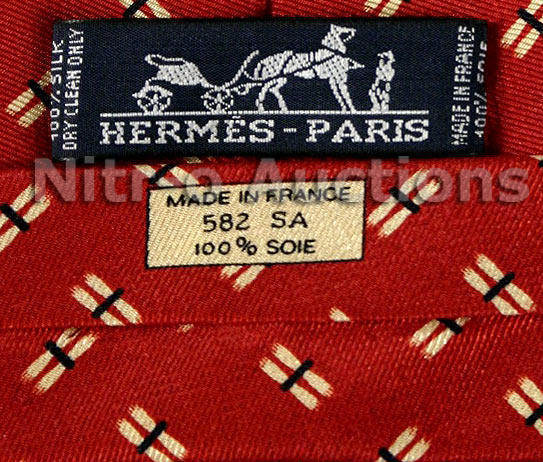 100% SILK
DRY CLEAN ONLY
HERMÈS - PARIS
MADE IN FRANCE
100% SOIE
Nitro Auctions
MADE IN FRANCE
582 SA
100% SOIE